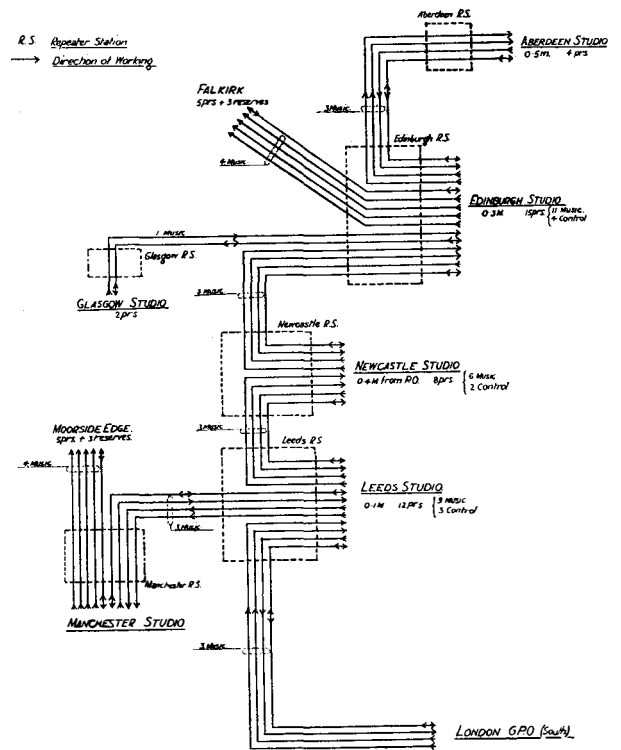 Aberdeen R.S.
R.S. Repeater Station
Direction of Working
ABERDEEN STUDIO
0·5m. 4 prs
FALKIRK
5prs + 3 reserves
3 Music
Edinburgh R.S.
4 Music
EDINBURGH STUDIO
0·3M 15prs { 11 Music.
4 Control
1 Music
Glasgow R.S.
GLASGOW STUDIO
2prs
3 Music
Newcastle R.S.
NEWCASTLE STUDIO
0·4M from P.O. 8prs. { 6 Music
2 Control
MOORSIDE EDGE.
5prs + 3 reserves.
3 Music
Leeds R.S
4 Music
LEEDS STUDIO
0·1M 12prs { 9 Music
3 Control
3 Music
Manchester R.S.
MANCHESTER STUDIO
3 Music
LONDON G.P.O (South)